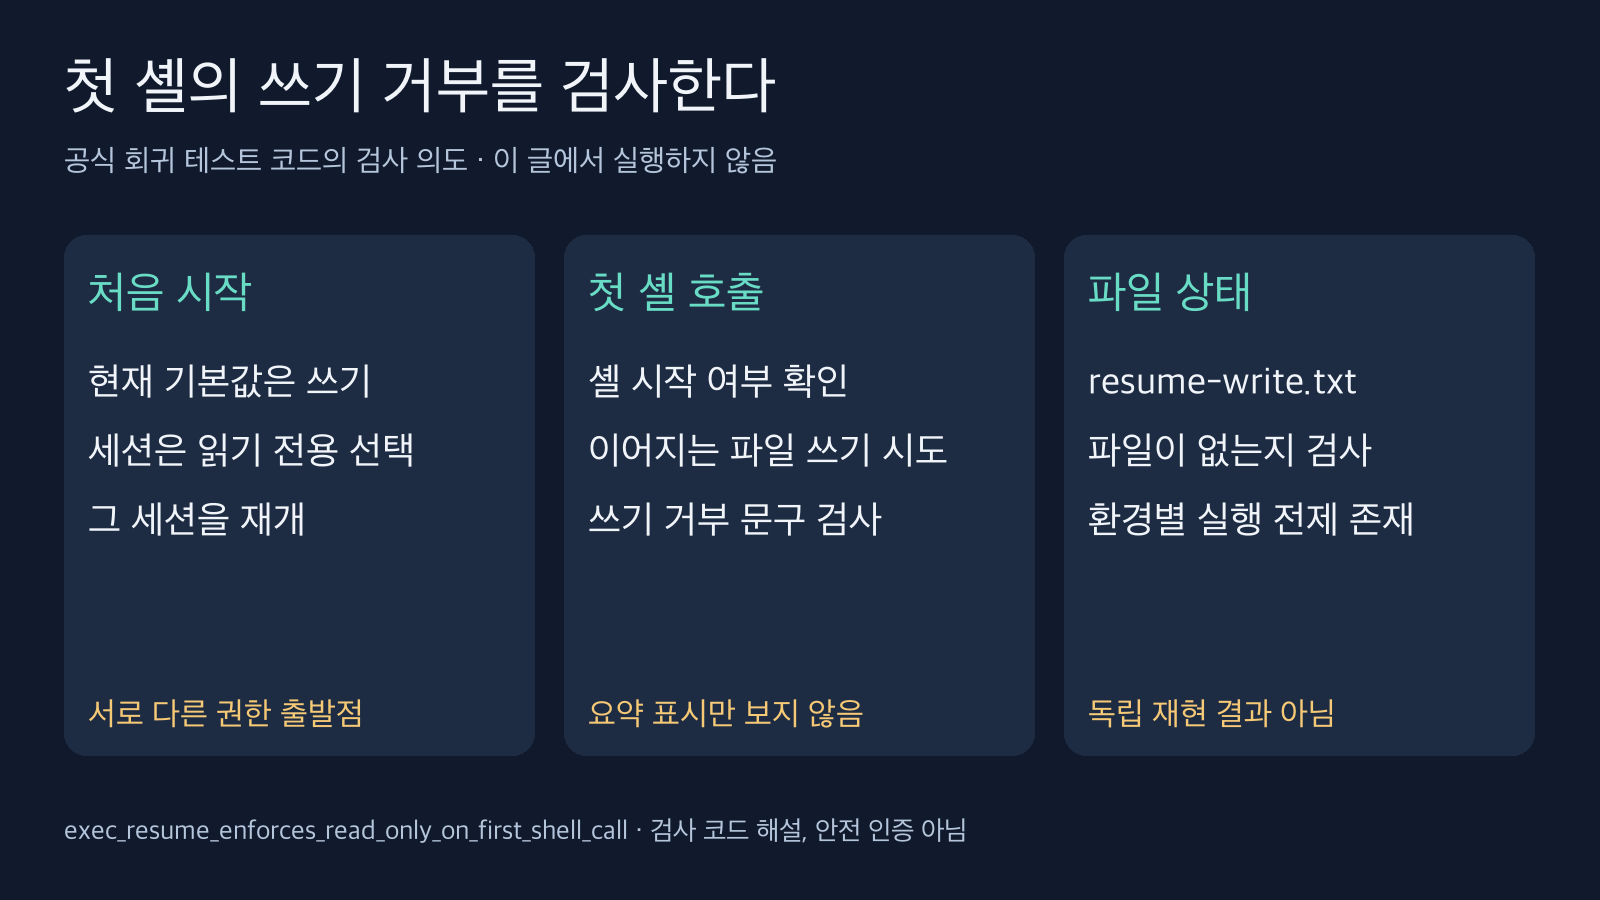 첫 셸의 쓰기 거부를 검사한다
공식 회귀 테스트 코드의 검사 의도 · 이 글에서 실행하지 않음
처음 시작
현재 기본값은 쓰기
세션은 읽기 전용 선택
그 세션을 재개
서로 다른 권한 출발점
첫 셸 호출
셸 시작 여부 확인
이어지는 파일 쓰기 시도
쓰기 거부 문구 검사
요약 표시만 보지 않음
파일 상태
resume-write.txt
파일이 없는지 검사
환경별 실행 전제 존재
독립 재현 결과 아님
exec_resume_enforces_read_only_on_first_shell_call · 검사 코드 해설, 안전 인증 아님